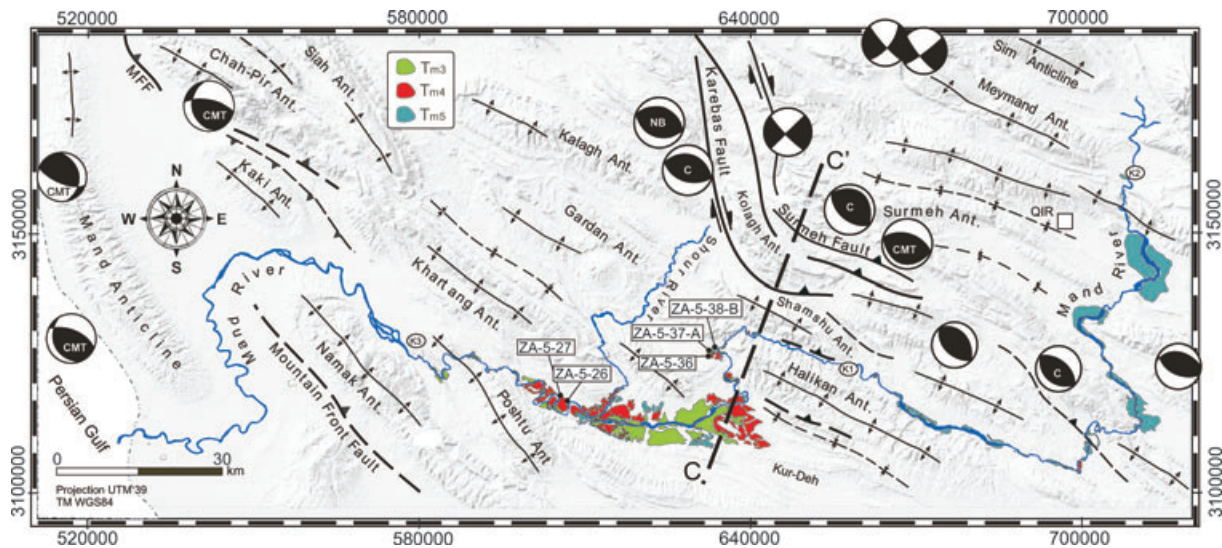 520000 580000 640000 700000
MFF
Chah-Pir Ant.
Siah Ant.
Tm3
Tm4
Tm5
Kalagh Ant.
Karebas Fault
Sim Anticline
Meymand Ant.
CMT
NB
C
CMT
N
W E
S
Kaki Ant.
C'
K2
C
CMT
Surmeh Ant.
QIR
3150000
3150000
Mand Anticline
Gardan Ant.
Kolagh Ant.
Surmeh Fault
Mand River
Khartang Ant.
Shour River
Shamshu Ant.
Mand River
ZA-5-38-B
ZA-5-37-A
ZA-5-36
ZA-5-27
ZA-5-26
K3
K1
CMT
C
Namak Ant.
Mountain Front Fault
Poshtu Ant
Halikan Ant.
Persian Gulf
Kur-Deh
C.
0 30
km
Projection UTM°39
TM WGS84
3100000
3100000
520000 580000 640000 700000